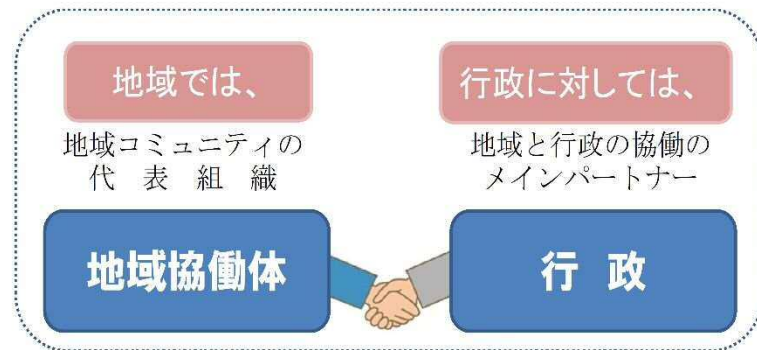 地域では、
地域コミュニティの
代表組織
地域協働体
行政に対しては、
地域と行政の協働の
メインパートナー
行政